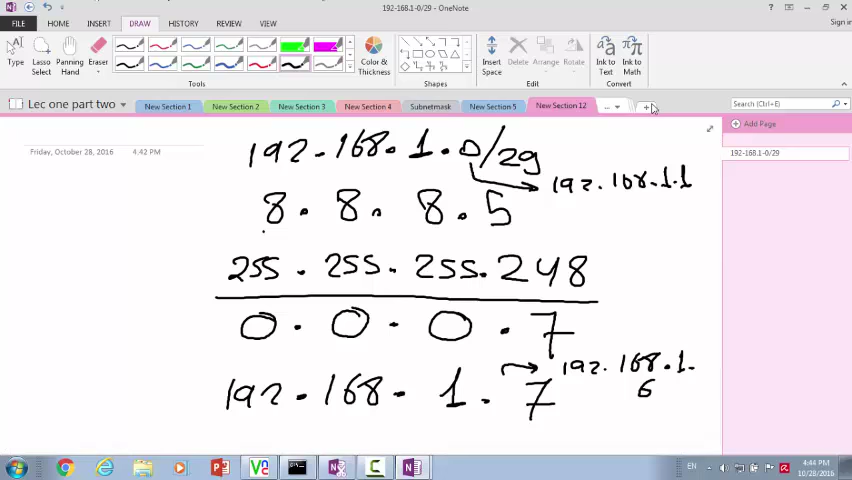 192-168.1-0/29 - OneNote
FILE HOME INSERT DRAW HISTORY REVIEW VIEW
Sign in
Type Lasso Select Panning Hand Eraser Color & Thickness Insert Space Delete Arrange Rotate Ink to Text Ink to Math
Tools Shapes Edit Convert
Lec one part two New Section 1 New Section 2 New Section 3 New Section 4 Subnetmask New Section 5 New Section 12 ... + Search (Ctrl+E)
Add Page
192-168.1-0/29
Friday, October 28, 2016 4:42 PM
192.168.1.0/29
192.168.1.1
8.8.8.5
255.255.255.248
0.0.0.7
192.168.1.7
192.168.1.
6
EN 4:44 PM
10/28/2016